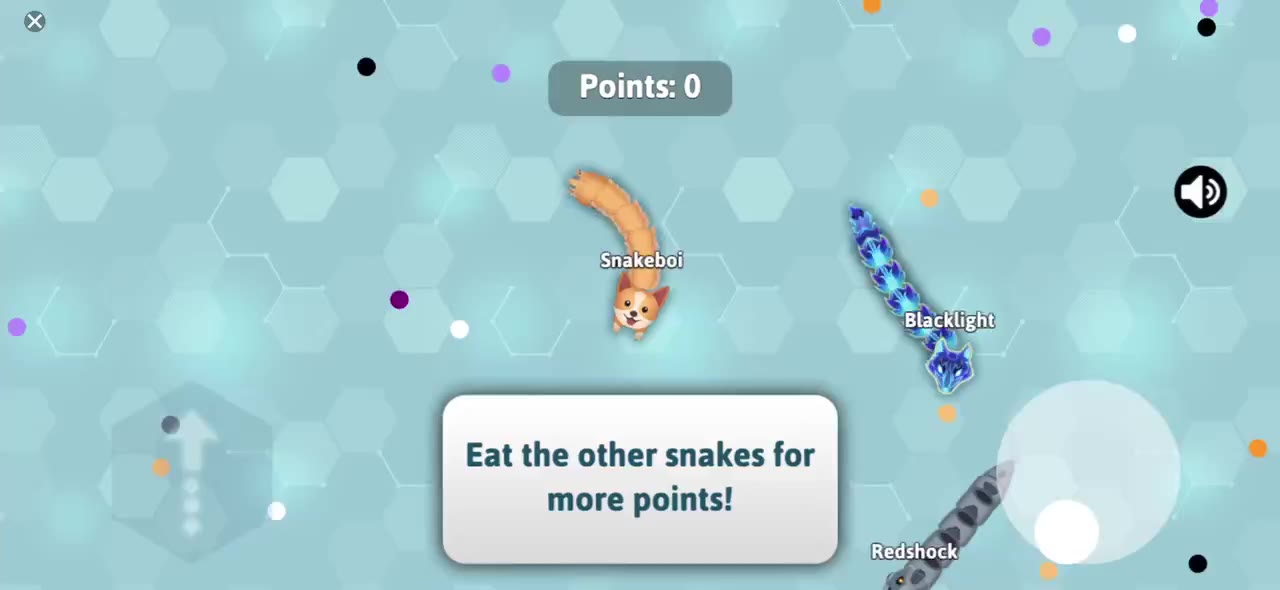 Points: 0
Snakeboi
Blacklight
Eat the other snakes for
more points!
Redshock